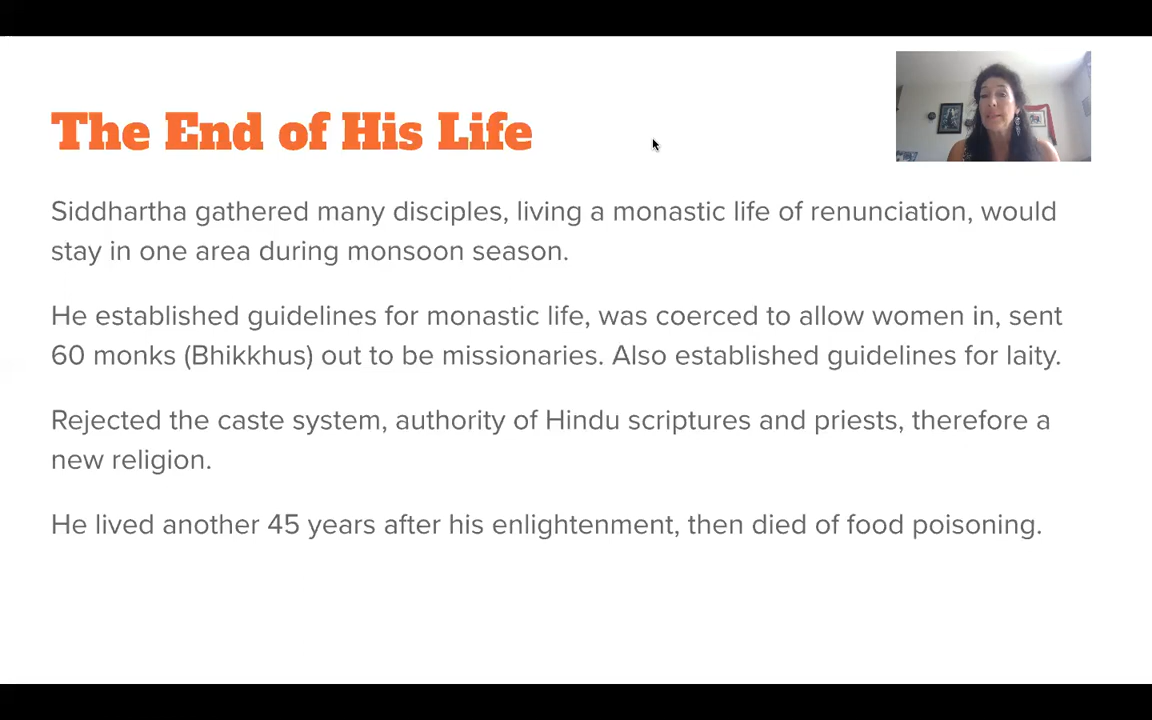 The End of His Life
Siddhartha gathered many disciples, living a monastic life of renunciation, would
stay in one area during monsoon season.
He established guidelines for monastic life, was coerced to allow women in, sent
60 monks (Bhikkhus) out to be missionaries. Also established guidelines for laity.
Rejected the caste system, authority of Hindu scriptures and priests, therefore a
new religion.
He lived another 45 years after his enlightenment, then died of food poisoning.